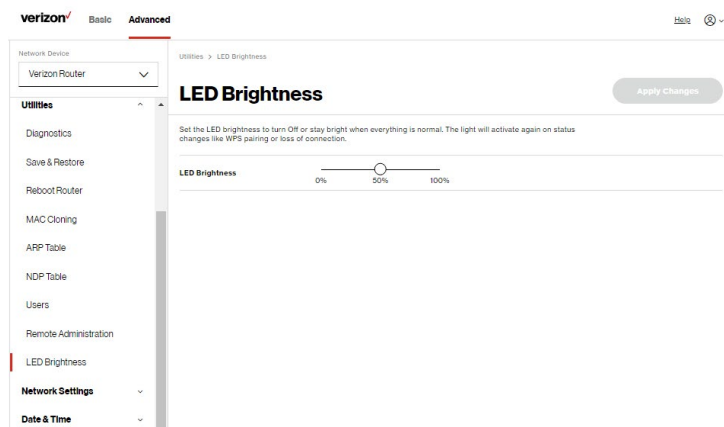 verizon Basic Advanced Help
Network Device
Verizon Router
Utilities
Diagnostics
Save & Restore
Reboot Router
MAC Cloning
ARP Table
NDP Table
Users
Remote Administration
LED Brightness
Network Settings
Date & Time
Utilities > LED Brightness
LED Brightness
Apply Changes
Set the LED brightness to turn Off or stay bright when everything is normal. The light will activate again on status
changes like WPS pairing or loss of connection.
LED Brightness
0% 50% 100%